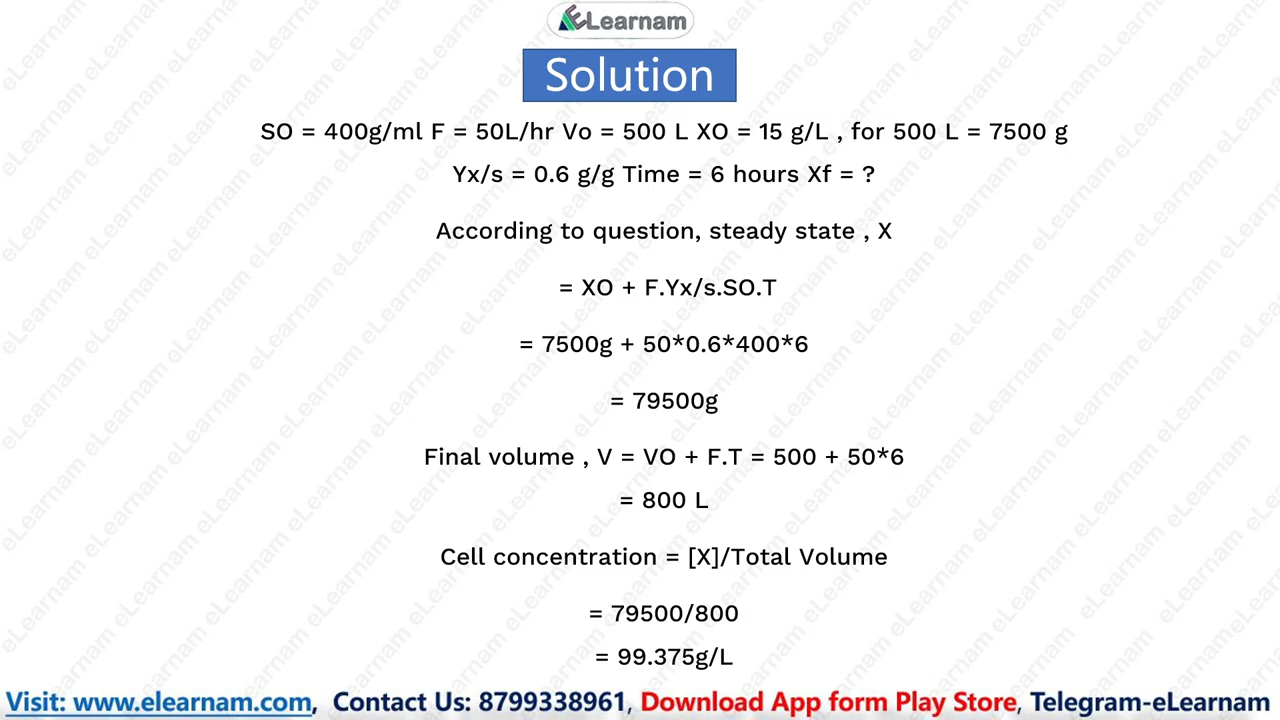 eLearnam
Solution
SO = 400g/ml F = 50L/hr Vo = 500 L XO = 15 g/L , for 500 L = 7500 g
Yx/s = 0.6 g/g Time = 6 hours Xf = ?
According to question, steady state , X
= XO + F.Yx/s.SO.T
= 7500g + 50*0.6*400*6
= 79500g
Final volume , V = VO + F.T = 500 + 50*6
= 800 L
Cell concentration = [X]/Total Volume
= 79500/800
= 99.375g/L
Visit: www.elearnam.com, Contact Us: 8799338961, Download App form Play Store, Telegram-eLearnam